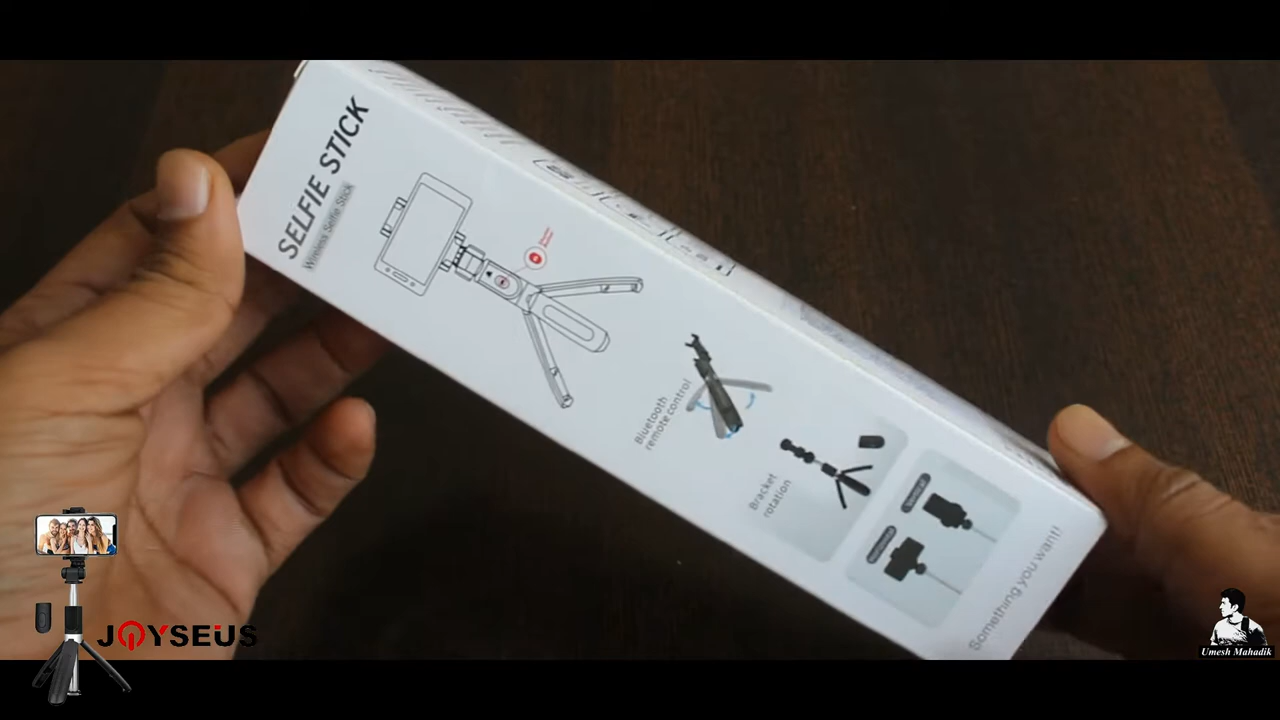 SELFIE STICK
Wireless Selfie Stick
Bluetooth
remote control
Bracket
rotation
Something you want!
JOYSEUS
Umesh Mahadik